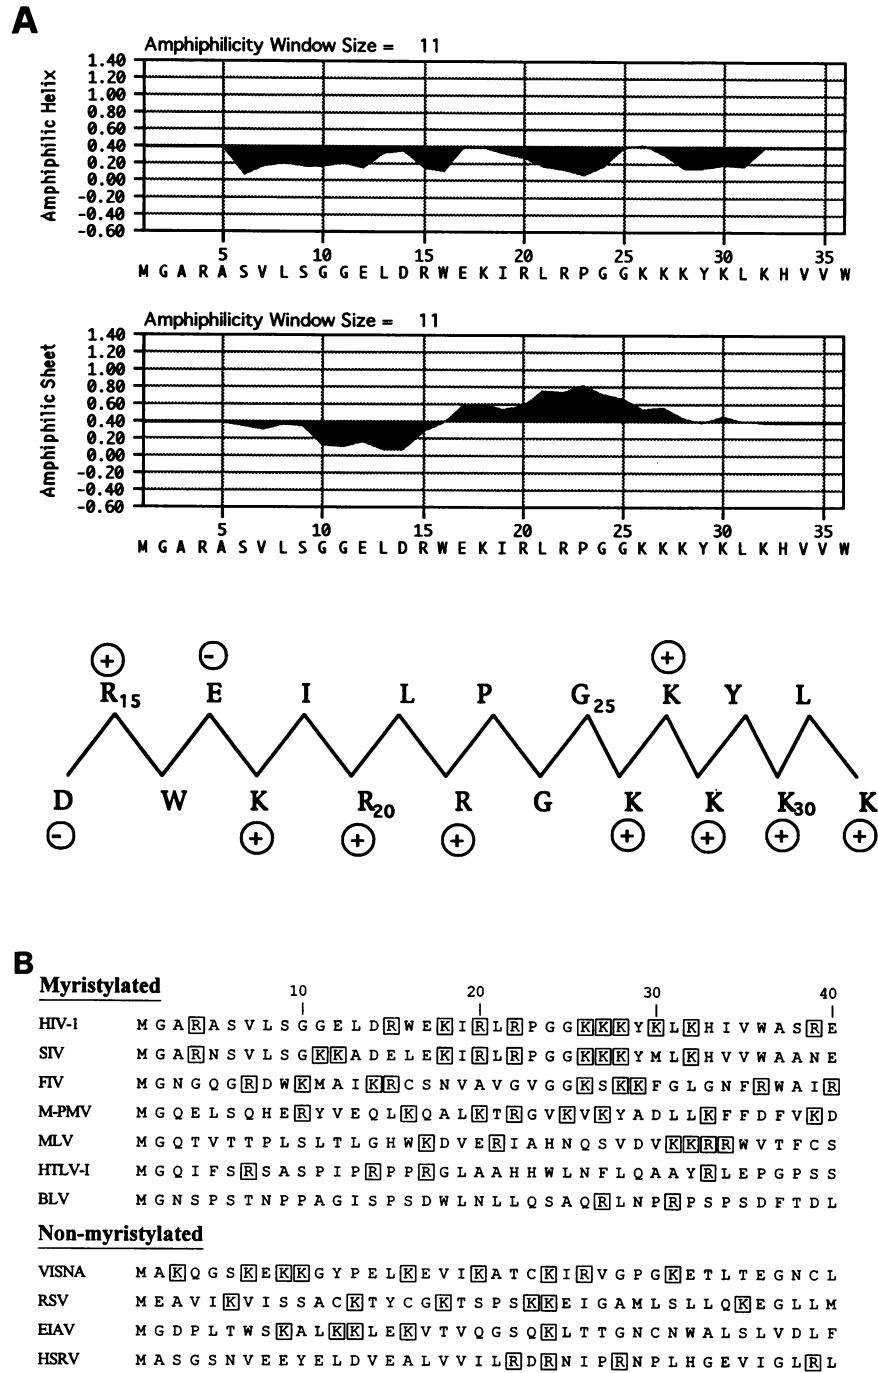 A
Amphiphilicity Window Size = 11
Amphiphilic Helix
1.40
1.20
1.00
0.80
0.60
0.40
0.20
0.00
-0.20
-0.40
-0.60
5 10 15 20 25 30 35
M G A R A S V L S G G E L D R W E K I R L R P G G K K K Y K L K H V V W
Amphiphilicity Window Size = 11
Amphiphilic Sheet
1.40
1.20
1.00
0.80
0.60
0.40
0.20
0.00
-0.20
-0.40
-0.60
5 10 15 20 25 30 35
M G A R A S V L S G G E L D R W E K I R L R P G G K K K Y K L K H V V W
+ - +
R15 E I L P G25 K Y L
D W K R20 R G K K K30 K
- + + + + + + +
B
Myristylated
10 20 30 40
HIV-1 M G A R A S V L S G G E L D R W E K I R L R P G G K K K Y K L K H I V W A S R E
SIV M G A R N S V L S G K K A D E L E K I R L R P G G K K K Y M L K H V V W A A N E
FIV M G N G Q G R D W K M A I K R C S N V A V G V G G K S K K F G L G N F R W A I R
M-PMV M G Q E L S Q H E R Y V E Q L K Q A L K T R G V K V K Y A D L L K F F D F V K D
MLV M G Q T V T T P L S L T L G H W K D V E R I A H N Q S V D V K K R R W V T F C S
HTLV-I M G Q I F S R S A S P I P R P P R G L A A H H W L N F L Q A A Y R L E P G P S S
BLV M G N S P S T N P P A G I S P S D W L N L L Q S A Q R L N P R P S P S D F T D L
Non-myristylated
VISNA M A K Q G S K E K K G Y P E L K E V I K A T C K I R V G P G K E T L T E G N C L
RSV M E A V I K V I S S A C K T Y C G K T S P S K K E I G A M L S L L Q K E G L L M
EIAV M G D P L T W S K A L K K L E K V T V Q G S Q K L T T G N C N W A L S L V D L F
HSRV M A S G S N V E E Y E L D V E A L V V I L R D R N I P R N P L H G E V I G L R L